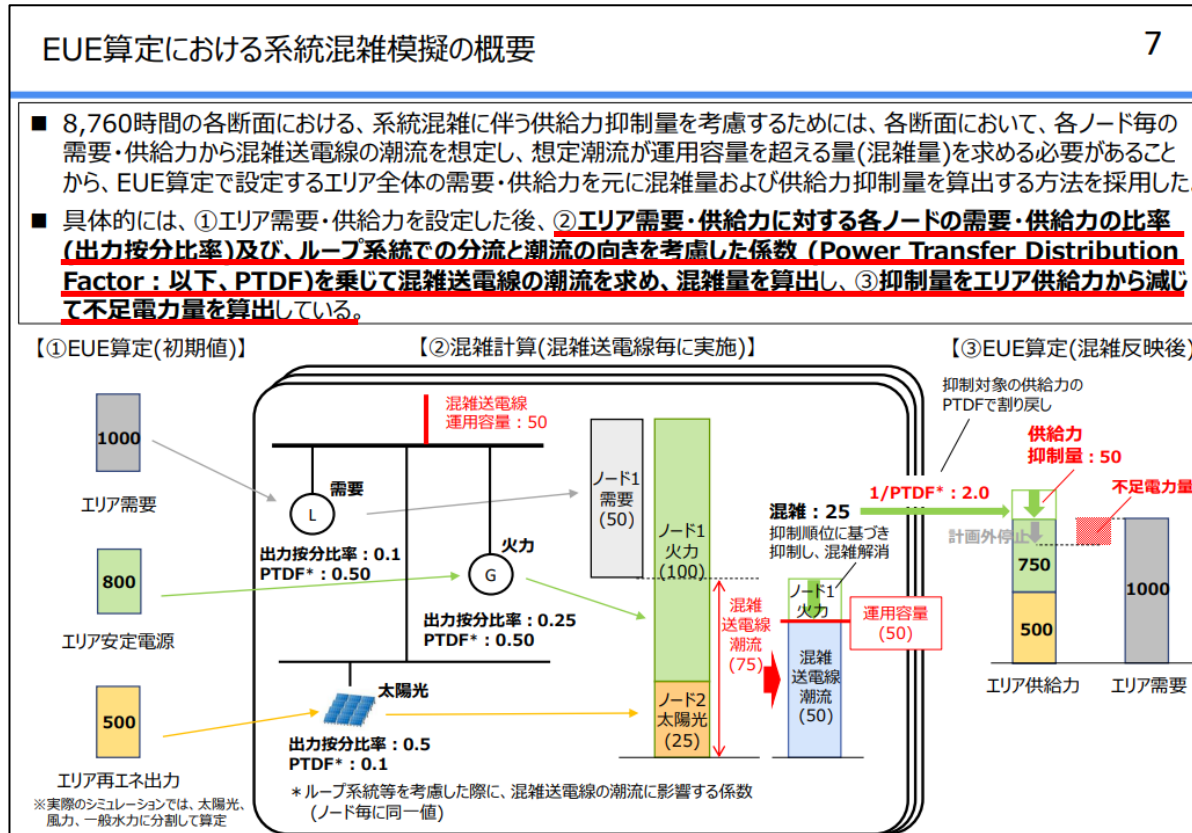 EUE算定における系統混雑模擬の概要
7
■ 8,760時間の各断面における、系統混雑に伴う供給力抑制量を考慮するためには、各断面において、各ノード毎の
需要・供給力から混雑送電線の潮流を想定し、想定潮流が運用容量を超える量(混雑量)を求める必要があること
から、EUE算定で設定するエリア全体の需要・供給力を元に混雑量および供給力抑制量を算出する方法を採用した。
■ 具体的には、①エリア需要・供給力を設定した後、②エリア需要・供給力に対する各ノードの需要・供給力の比率
(出力按分比率)及び、ループ系統での分流と潮流の向きを考慮した係数 (Power Transfer Distribution
Factor：以下、PTDF)を乗じて混雑送電線の潮流を求め、混雑量を算出し、③抑制量をエリア供給力から減じ
て不足電力量を算出している。
【①EUE算定(初期値)】
1000
エリア需要
800
エリア安定電源
500
エリア再エネ出力
※実際のシミュレーションでは、太陽光、
風力、一般水力に分割して算定
【②混雑計算(混雑送電線毎に実施)】
混雑送電線
運用容量：50
需要
L
出力按分比率：0.1
PTDF*：0.50
火力
G
出力按分比率：0.25
PTDF*：0.50
太陽光
出力按分比率：0.5
PTDF*：0.1
ノード1
需要
(50)
ノード1
火力
(100)
ノード2
太陽光
(25)
混雑
送電線
潮流
(75)
混雑：25
抑制順位に基づき
抑制し、混雑解消
ノード1
火力
混雑
送電線
潮流
(50)
運用容量
(50)
＊ループ系統等を考慮した際に、混雑送電線の潮流に影響する係数
(ノード毎に同一値)
【③EUE算定(混雑反映後)
抑制対象の供給力の
PTDFで割り戻し
1/PTDF*：2.0
供給力
抑制量：50
不足電力量
計画外停止
750
500
エリア供給力
1000
エリア需要